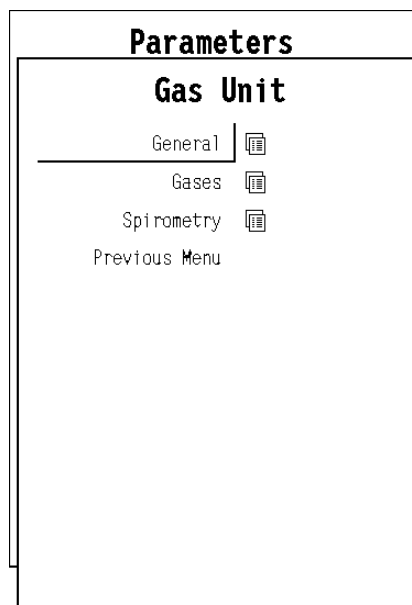 Parameters
Gas Unit
General
Gases
Spirometry
Previous Menu